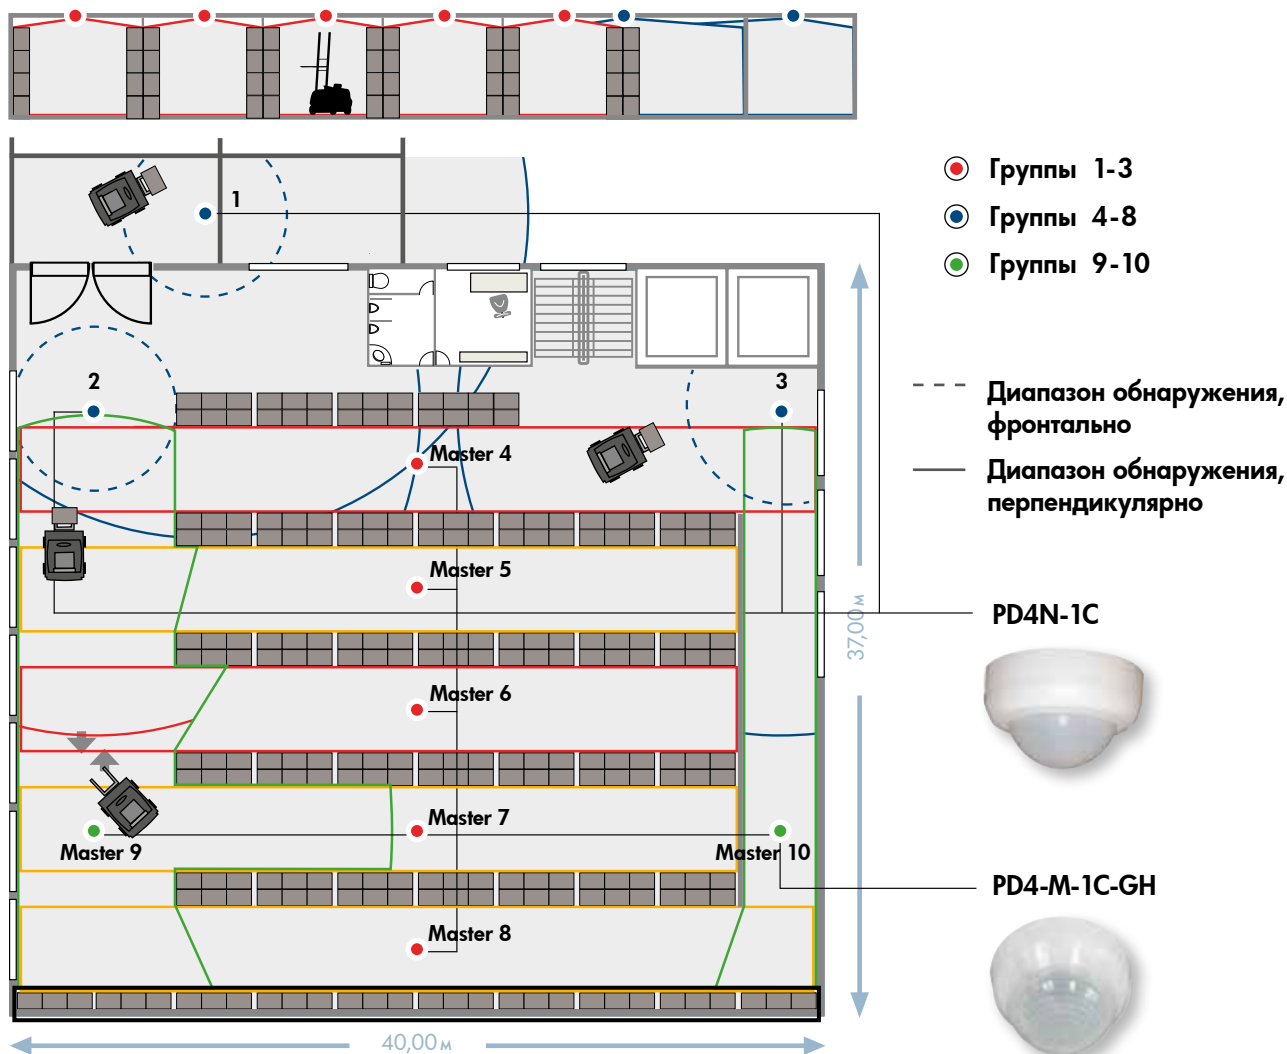 Группы 1-3
1
Группы 4-8
Группы 9-10
2
3
Диапазон обнаружения,
фронтально
Master 4
Диапазон обнаружения,
перпендикулярно
Master 5
37,00 м
PD4N-1C
Master 6
Master 7
Master 9
Master 10
PD4-M-1C-GH
Master 8
40,00 м